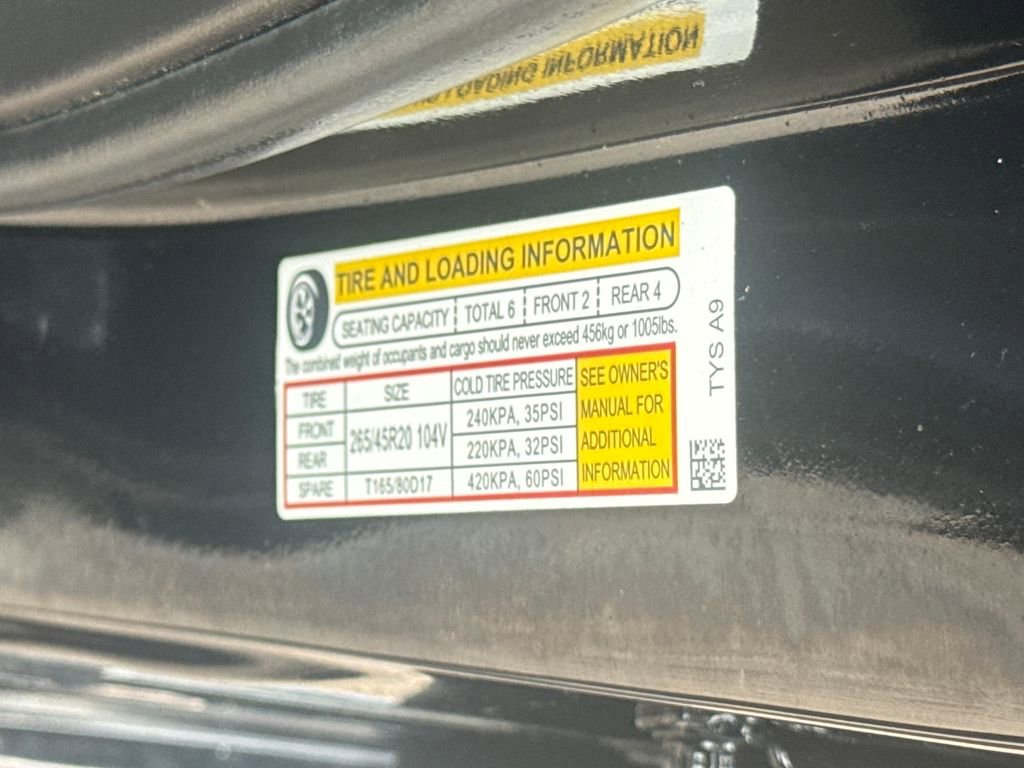 LOADING INFORMATION
TIRE AND LOADING INFORMATION
SEATING CAPACITY TOTAL 6 FRONT 2 REAR 4
The combined weight of occupants and cargo should never exceed 456kg or 1005lbs.
TIRE SIZE COLD TIRE PRESSURE
FRONT 265/45R20 104V 240KPA, 35PSI
REAR 220KPA, 32PSI
SPARE T165/80D17 420KPA, 60PSI
SEE OWNER'S
MANUAL FOR
ADDITIONAL
INFORMATION
TYS A9